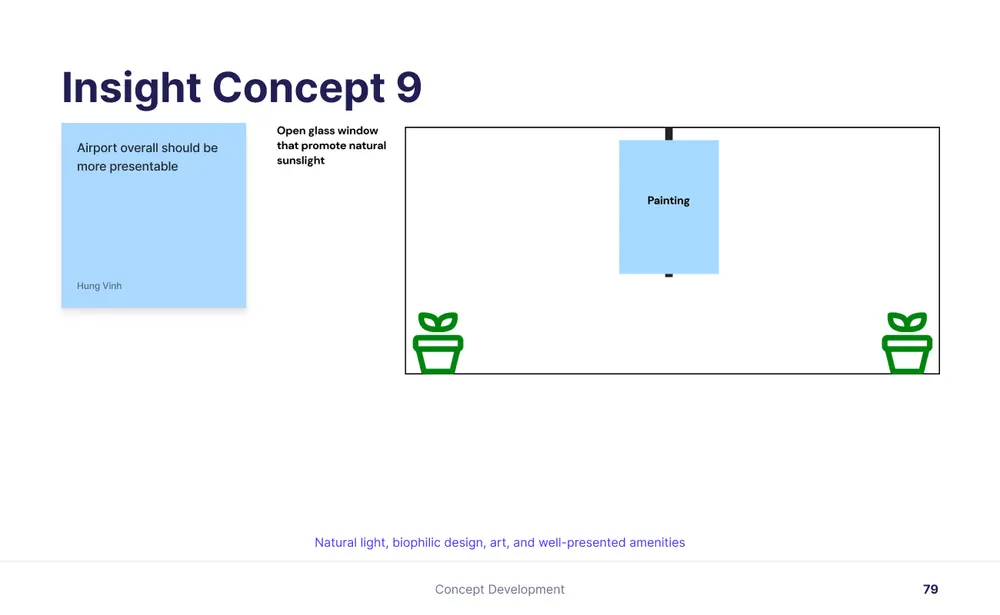 Insight Concept 9
Airport overall should be
more presentable
Hung Vinh
Open glass window
that promote natural
sunslight
Painting
Natural light, biophilic design, art, and well-presented amenities
Concept Development
79